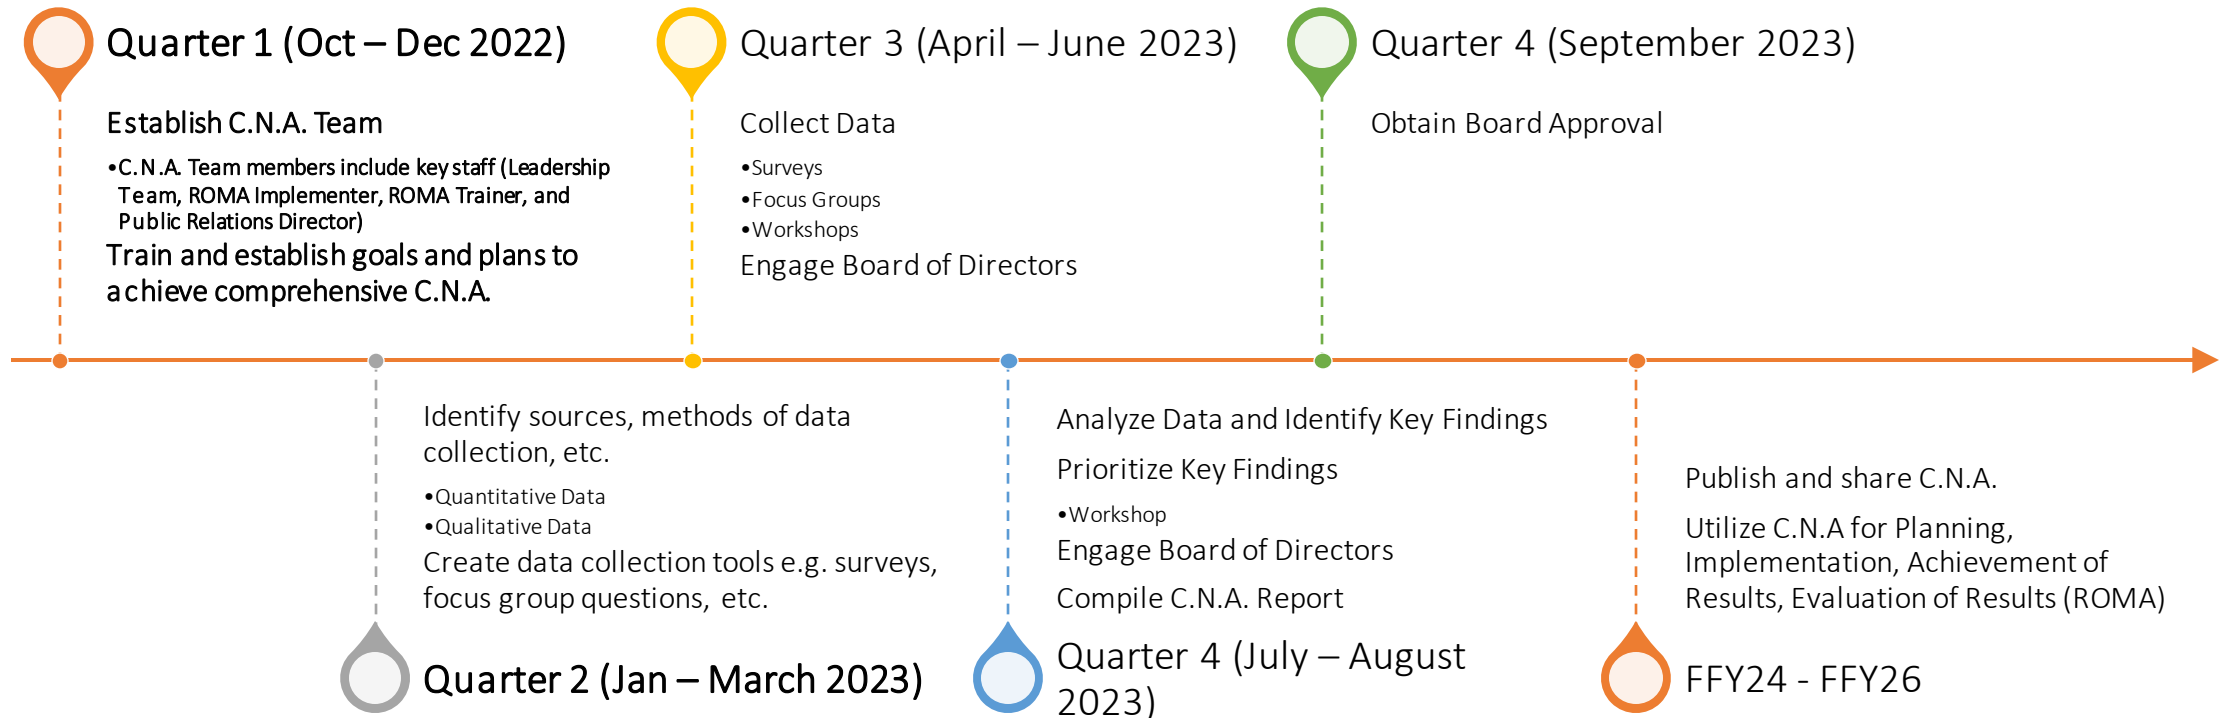 Quarter 1 (Oct – Dec 2022)
Establish C.N.A. Team
•C.N.A. Team members include key staff (Leadership
Team, ROMA Implementer, ROMA Trainer, and
Public Relations Director)
Train and establish goals and plans to
achieve comprehensive C.N.A.
Identify sources, methods of data
collection, etc.
•Quantitative Data
•Qualitative Data
Create data collection tools e.g. surveys,
focus group questions, etc.
Quarter 2 (Jan – March 2023)
Quarter 3 (April – June 2023)
Collect Data
•Surveys
•Focus Groups
•Workshops
Engage Board of Directors
Analyze Data and Identify Key Findings
Prioritize Key Findings
•Workshop
Engage Board of Directors
Compile C.N.A. Report
Quarter 4 (July – August
2023)
Quarter 4 (September 2023)
Obtain Board Approval
Publish and share C.N.A.
Utilize C.N.A for Planning,
Implementation, Achievement of
Results, Evaluation of Results (ROMA)
FFY24 - FFY26